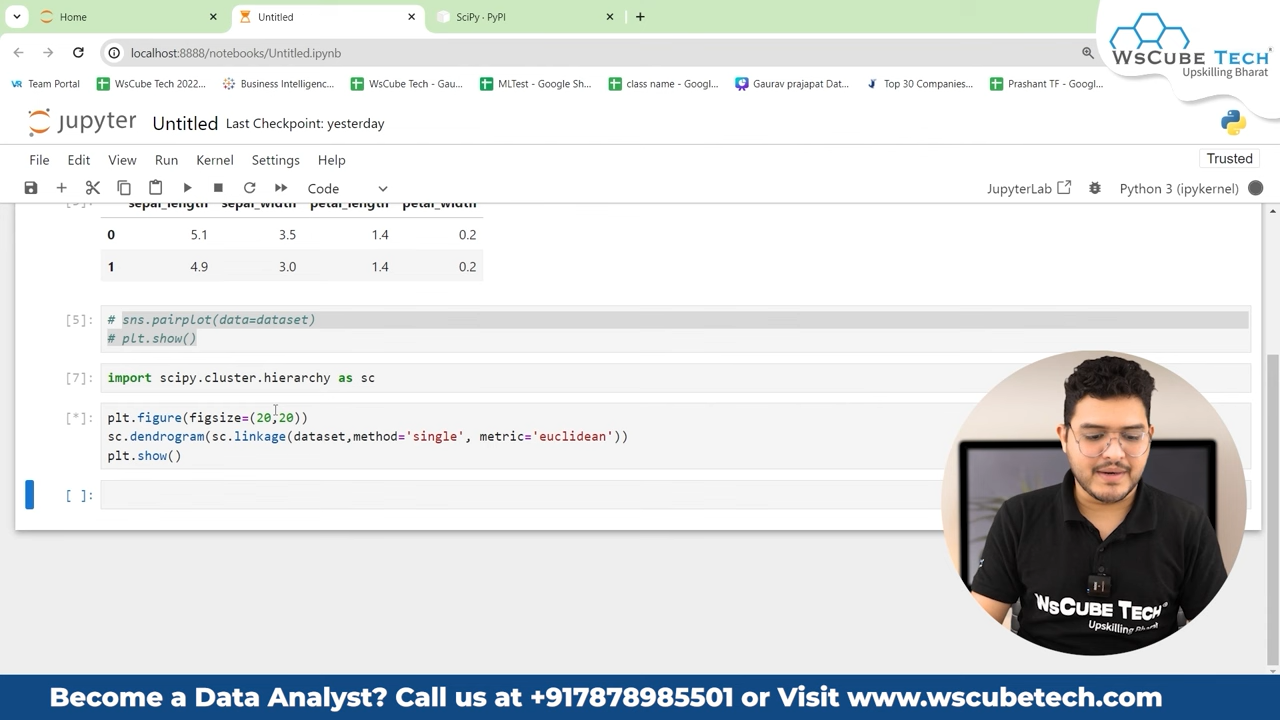 Home
Untitled
SciPy · PyPI
localhost:8888/notebooks/Untitled.ipynb
WsCube Tech
Upskilling Bharat
Team Portal
WsCube Tech 2022...
Business Intelligenc...
WsCube Tech - Gau...
MLTest - Google Sh...
class name - Googl...
Gaurav prajapat Dat...
Top 30 Companies...
Prashant TF - Googl...
jupyter Untitled Last Checkpoint: yesterday
File Edit View Run Kernel Settings Help
Trusted
Code
JupyterLab
Python 3 (ipykernel)
sepal_length sepal_width petal_length petal_width
0 5.1 3.5 1.4 0.2
1 4.9 3.0 1.4 0.2
[5]: # sns.pairplot(data=dataset)
# plt.show()
[7]: import scipy.cluster.hierarchy as sc
[*]: plt.figure(figsize=(20,20))
sc.dendrogram(sc.linkage(dataset,method='single', metric='euclidean'))
plt.show()
[ ]:
WsCube Tech
Upskilling Bharat
Become a Data Analyst? Call us at +917878985501 or Visit www.wscubetech.com